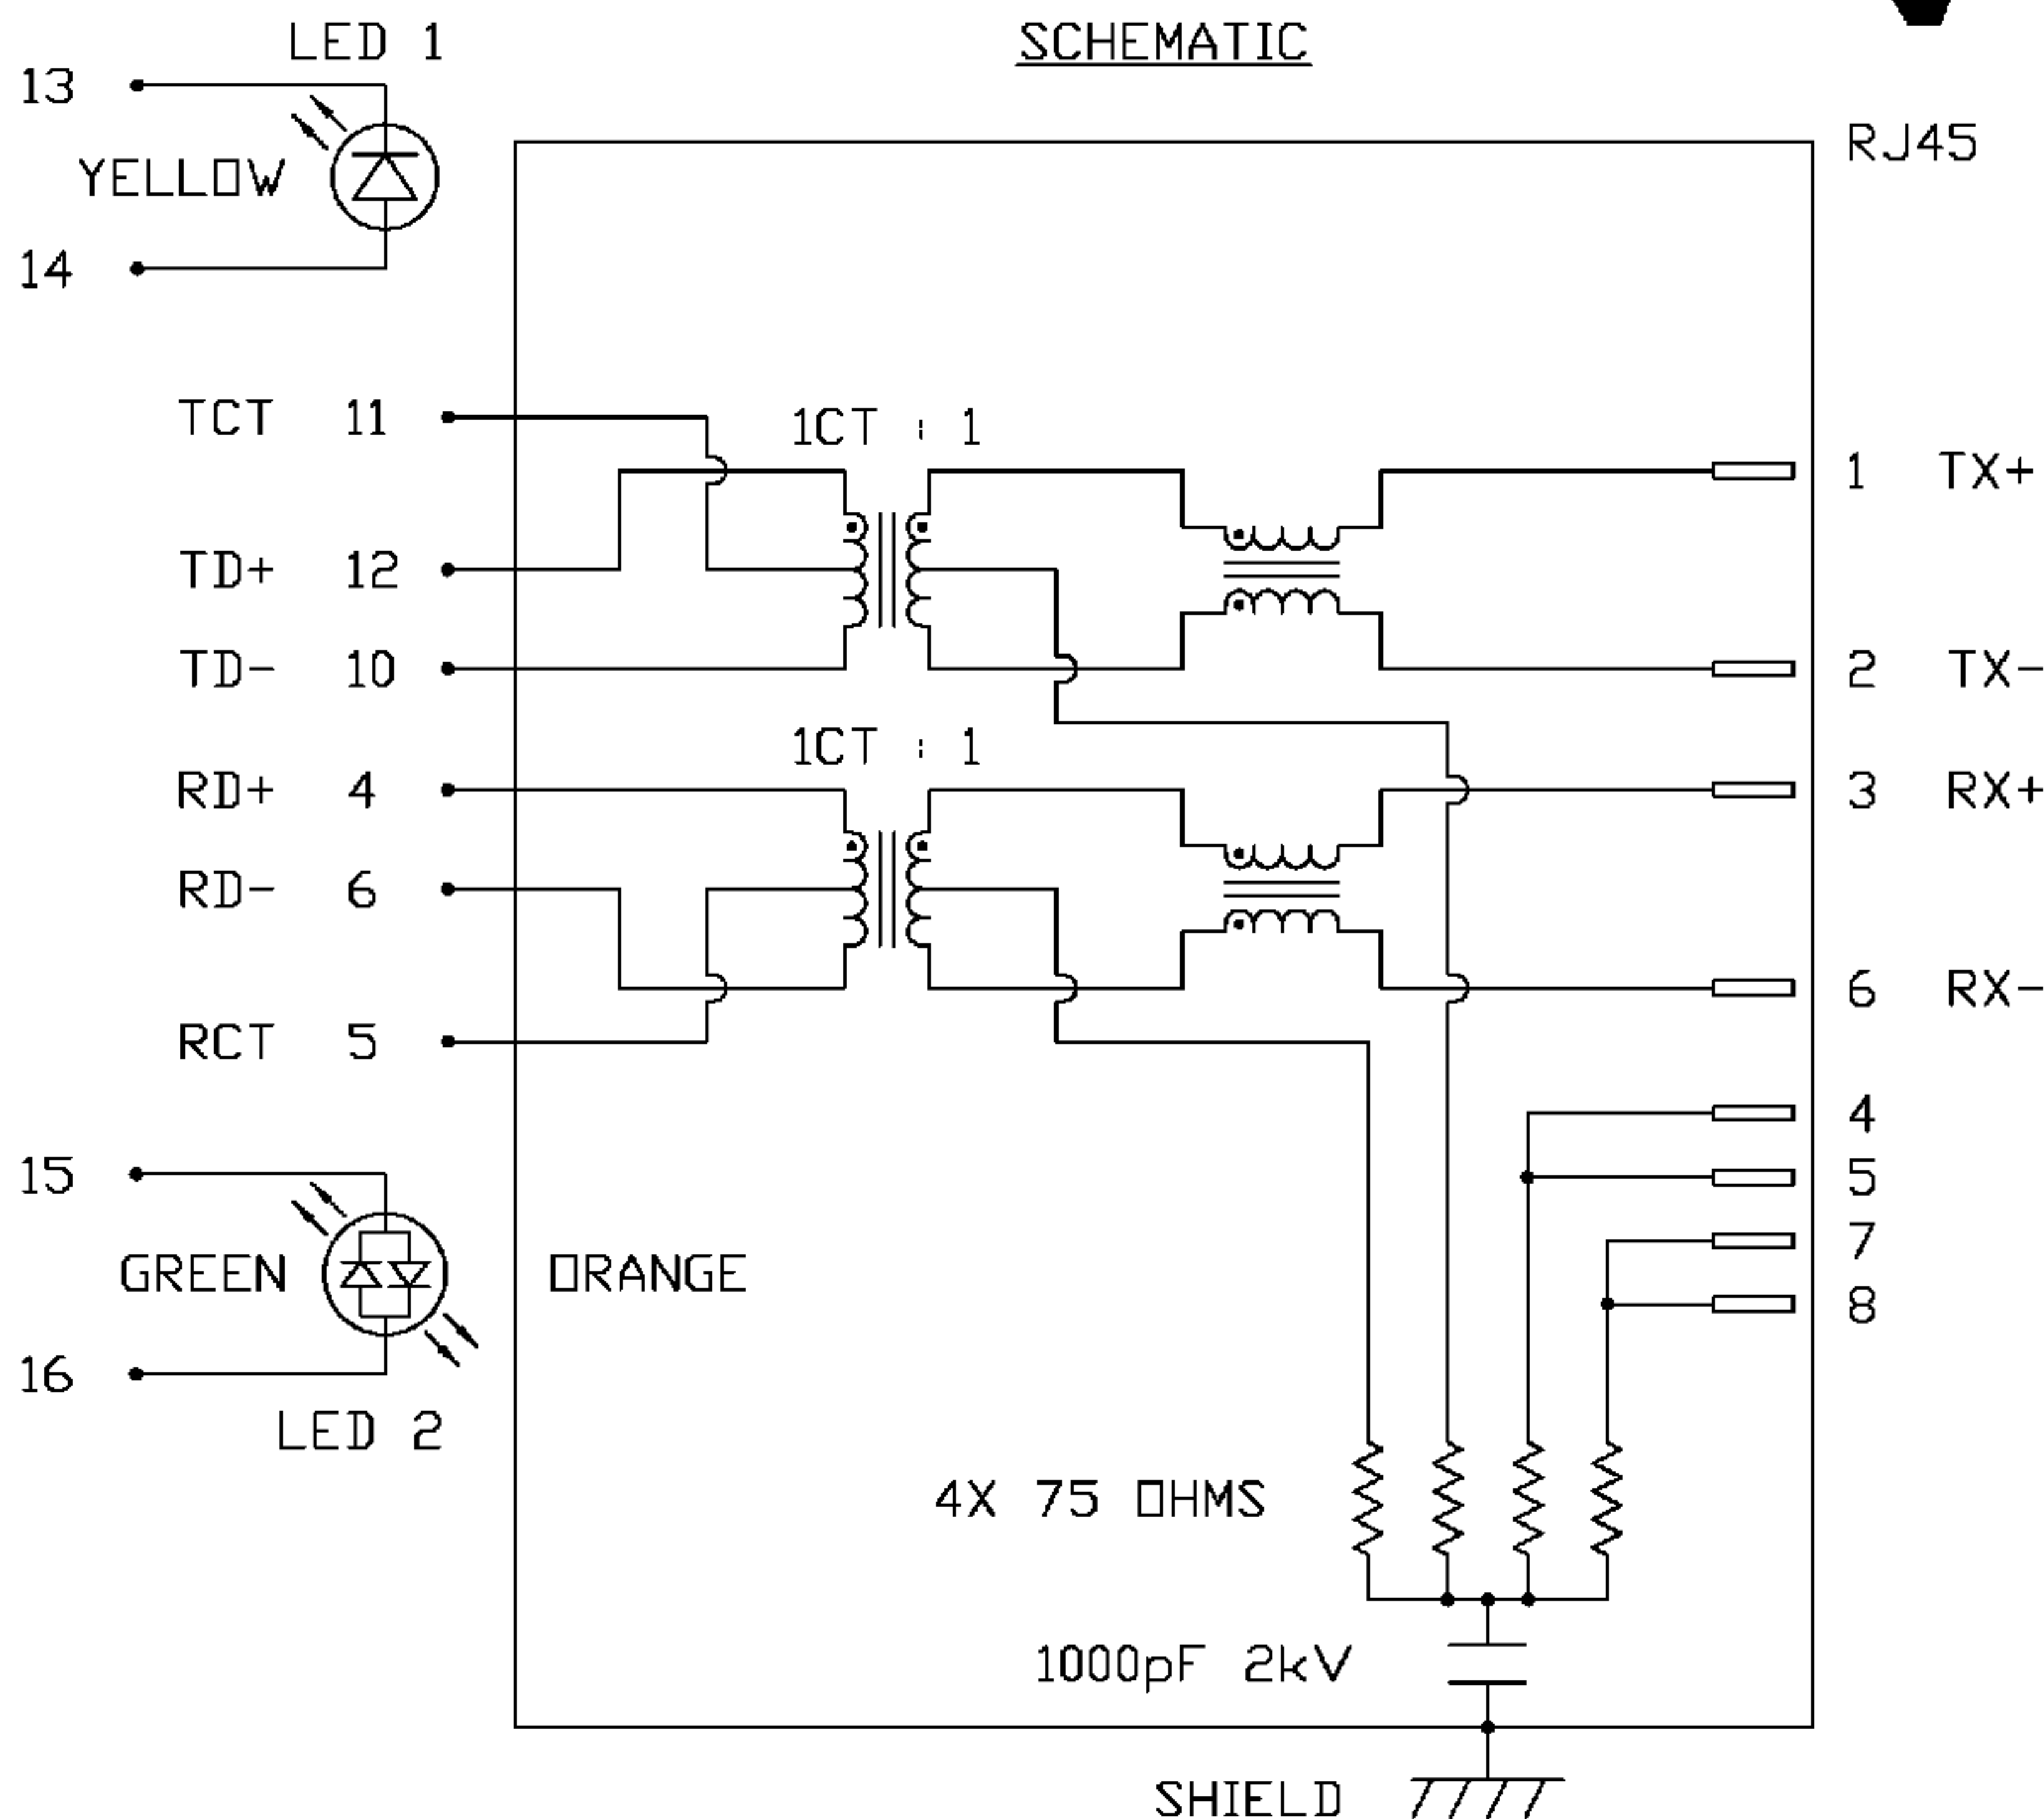 LED 1
SCHEMATIC
13
RJ45
YELLOW
14
TCT 11
1CT : 1
1 TX+
TD+ 12
TD- 10
2 TX-
1CT : 1
RD+ 4
3 RX+
RD- 6
6 RX-
RCT 5
4
15
5
7
GREEN
ORANGE
8
16
LED 2
4X 75 OHMS
1000pF 2kV
SHIELD